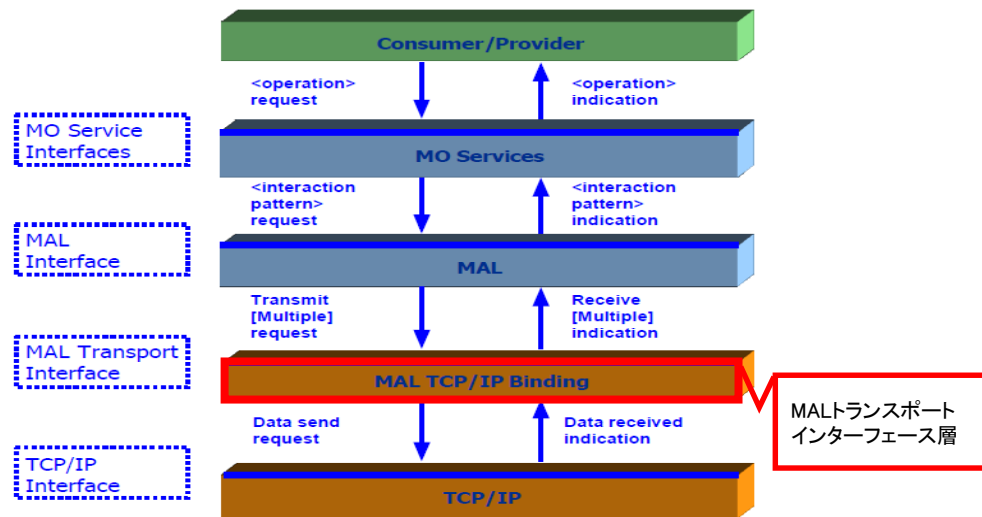 Consumer/Provider
<operation>
request
<operation>
indication
MO Service
Interfaces
MO Services
<interaction
pattern>
request
<interaction
pattern>
indication
MAL
Interface
MAL
Transmit
[Multiple]
request
Receive
[Multiple]
indication
MAL Transport
Interface
MAL TCP/IP Binding
MALトランスポート
インターフェース層
Data send
request
Data received
indication
TCP/IP
Interface
TCP/IP